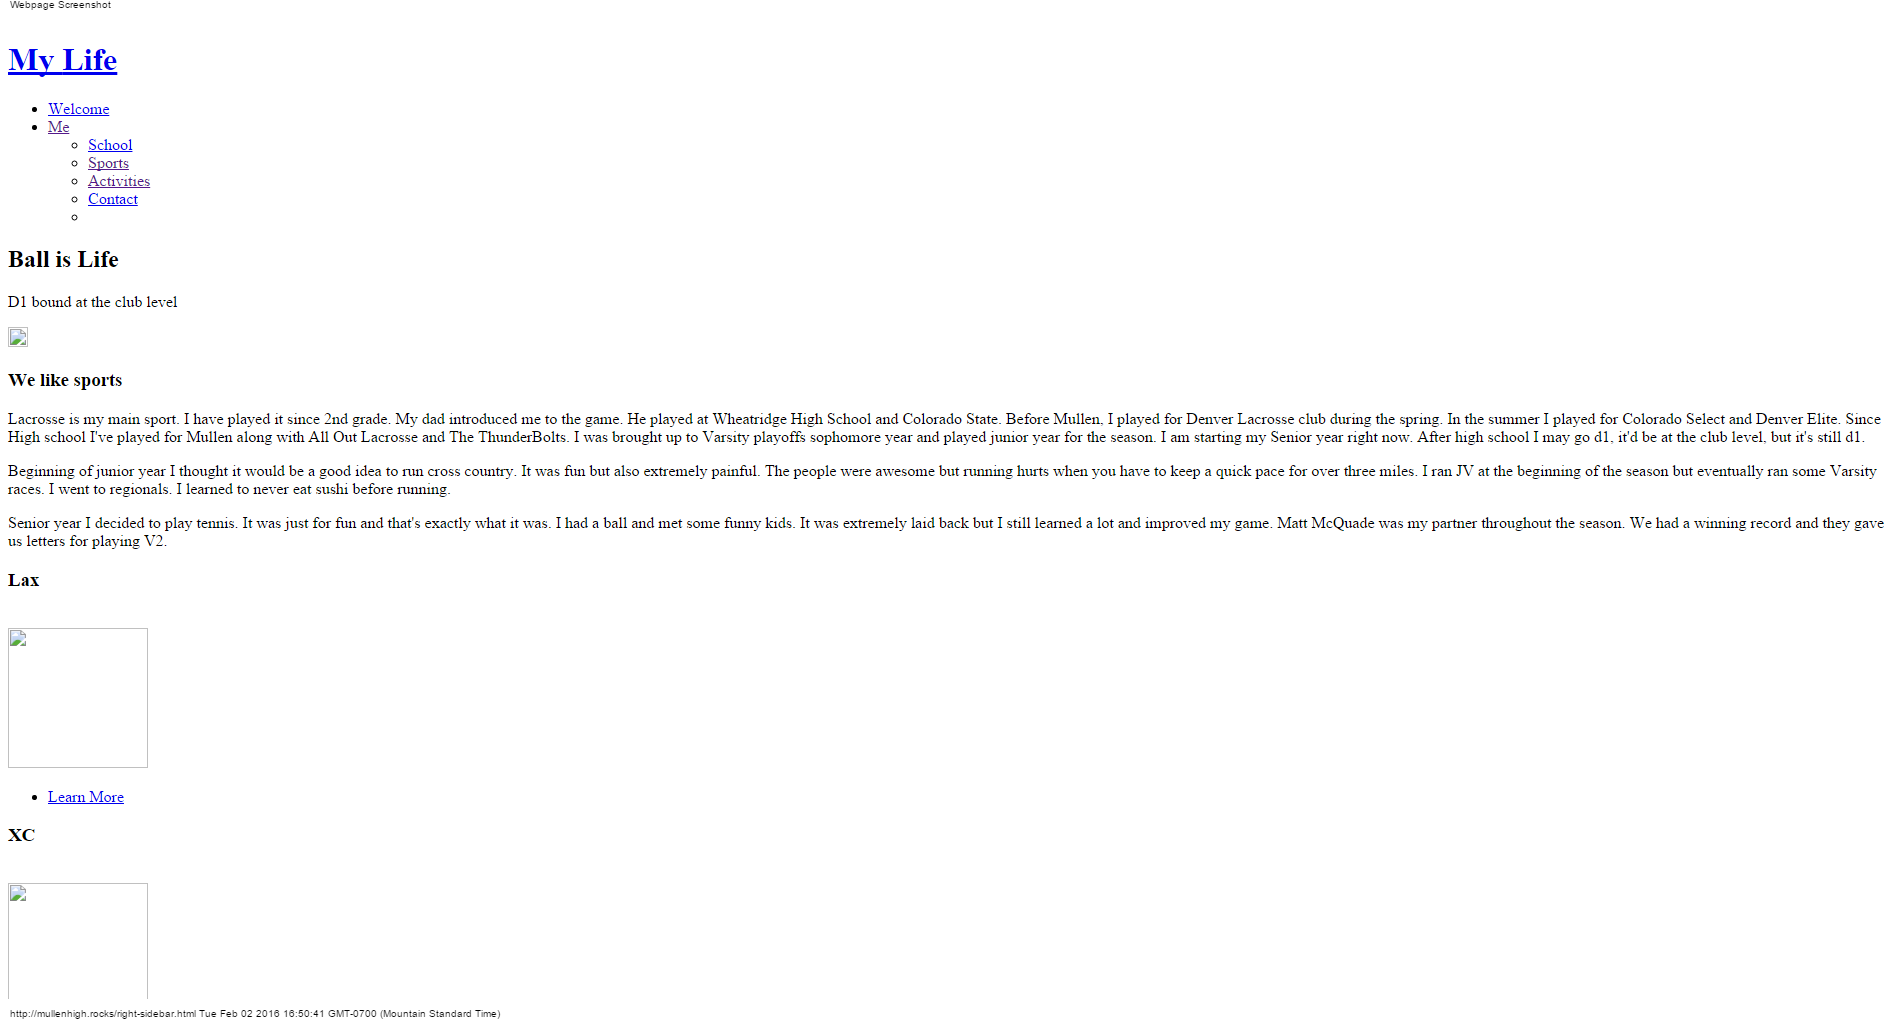 Webpage Screenshot
My Life
Welcome
Me
School
Sports
Activities
Contact
Ball is Life
D1 bound at the club level
We like sports
Lacrosse is my main sport. I have played it since 2nd grade. My dad introduced me to the game. He played at Wheatridge High School and Colorado State. Before Mullen, I played for Denver Lacrosse club during the spring. In the summer I played for Colorado Select and Denver Elite. Since
High school I've played for Mullen along with All Out Lacrosse and The ThunderBolts. I was brought up to Varsity playoffs sophomore year and played junior year for the season. I am starting my Senior year right now. After high school I may go d1, it'd be at the club level, but it's still d1.
Beginning of junior year I thought it would be a good idea to run cross country. It was fun but also extremely painful. The people were awesome but running hurts when you have to keep a quick pace for over three miles. I ran JV at the beginning of the season but eventually ran some Varsity
races. I went to regionals. I learned to never eat sushi before running.
Senior year I decided to play tennis. It was just for fun and that's exactly what it was. I had a ball and met some funny kids. It was extremely laid back but I still learned a lot and improved my game. Matt McQuade was my partner throughout the season. We had a winning record and they gave
us letters for playing V2.
Lax
Learn More
XC
http://mullenhigh.rocks/right-sidebar.html Tue Feb 02 2016 16:50:41 GMT-0700 (Mountain Standard Time)